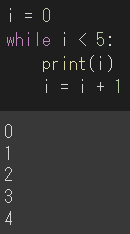 i = 0
while i < 5:
    print(i)
    i = i + 1
0
1
2
3
4